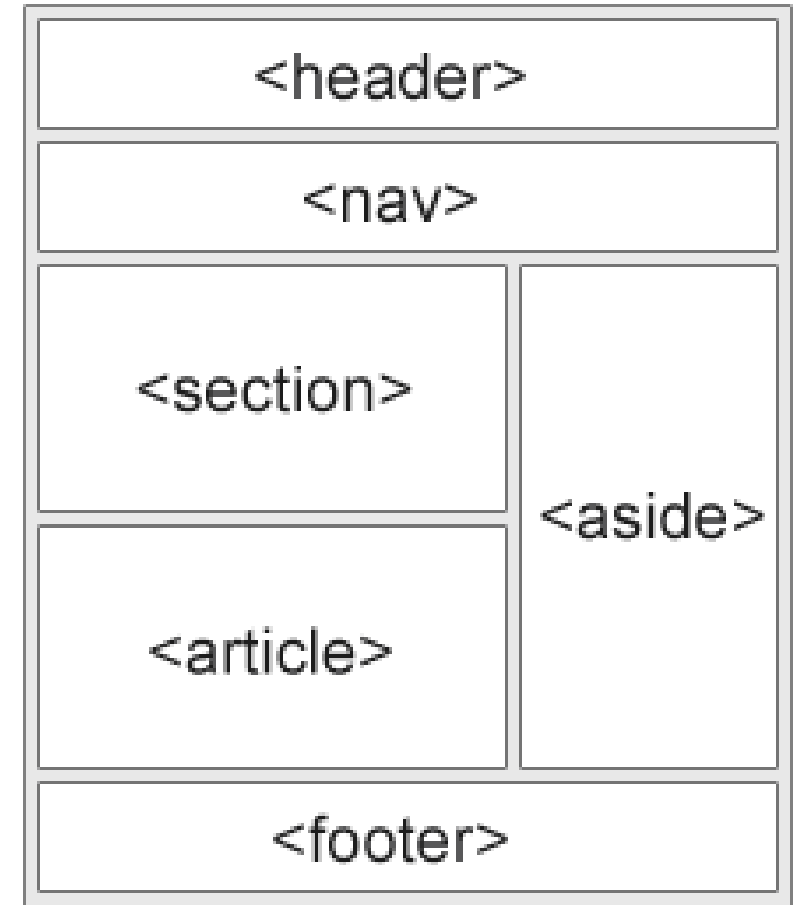 <header>
<nav>
<section>
<aside>
<article>
<footer>